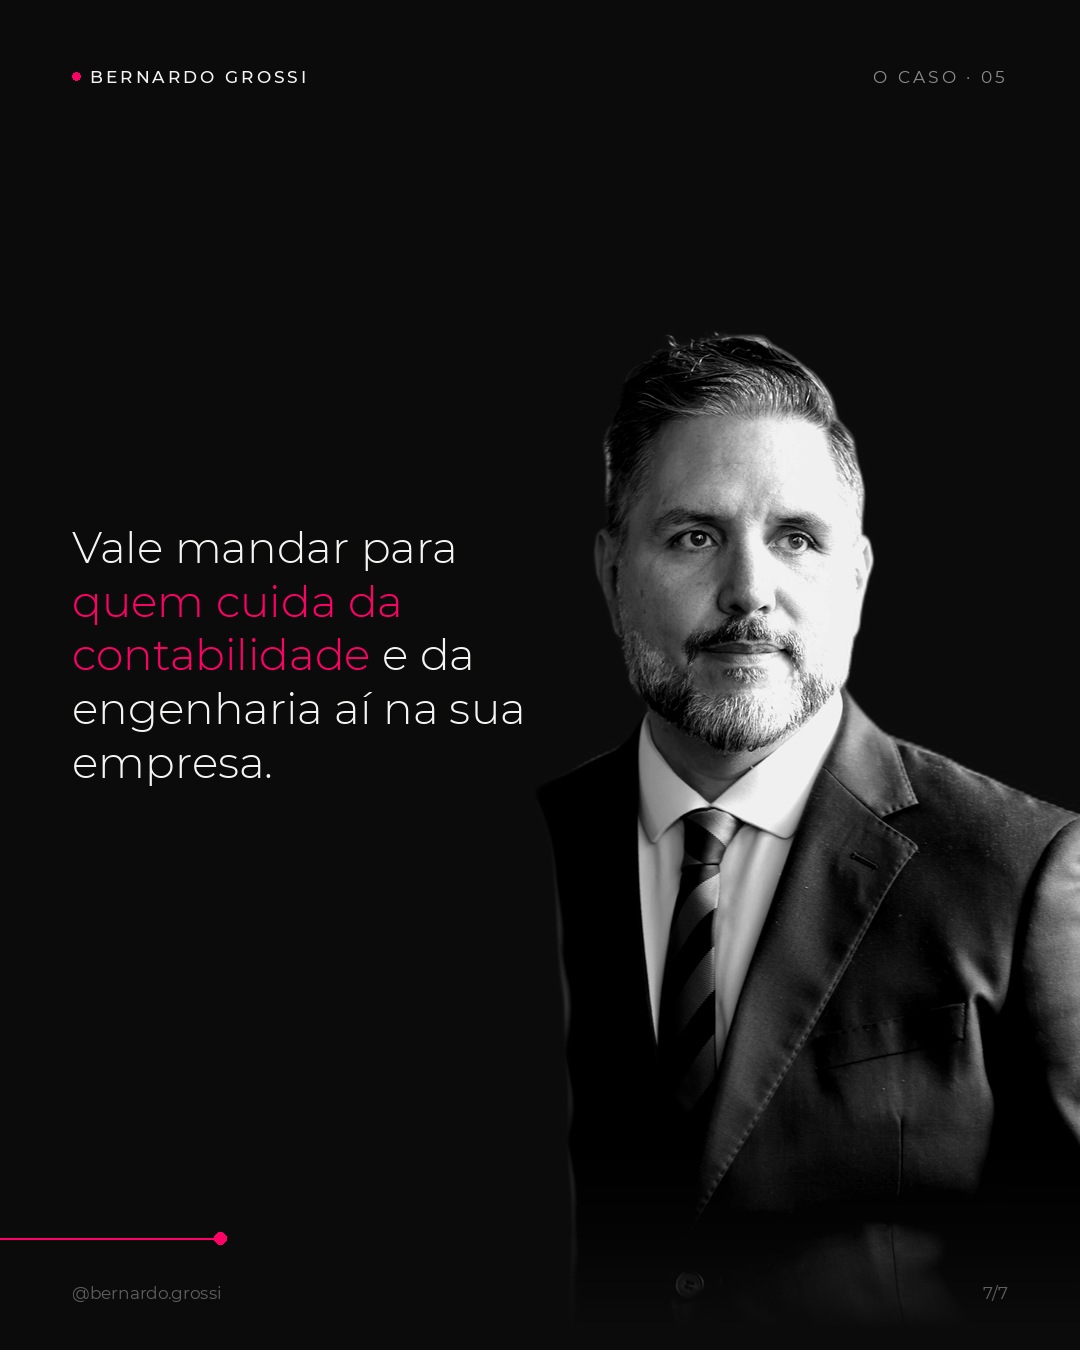 BERNARDO GROSSI
O CASO · 05
Vale mandar para
quem cuida da
contabilidade e da
engenharia aí na sua
empresa.
@bernardo.grossi
7/7